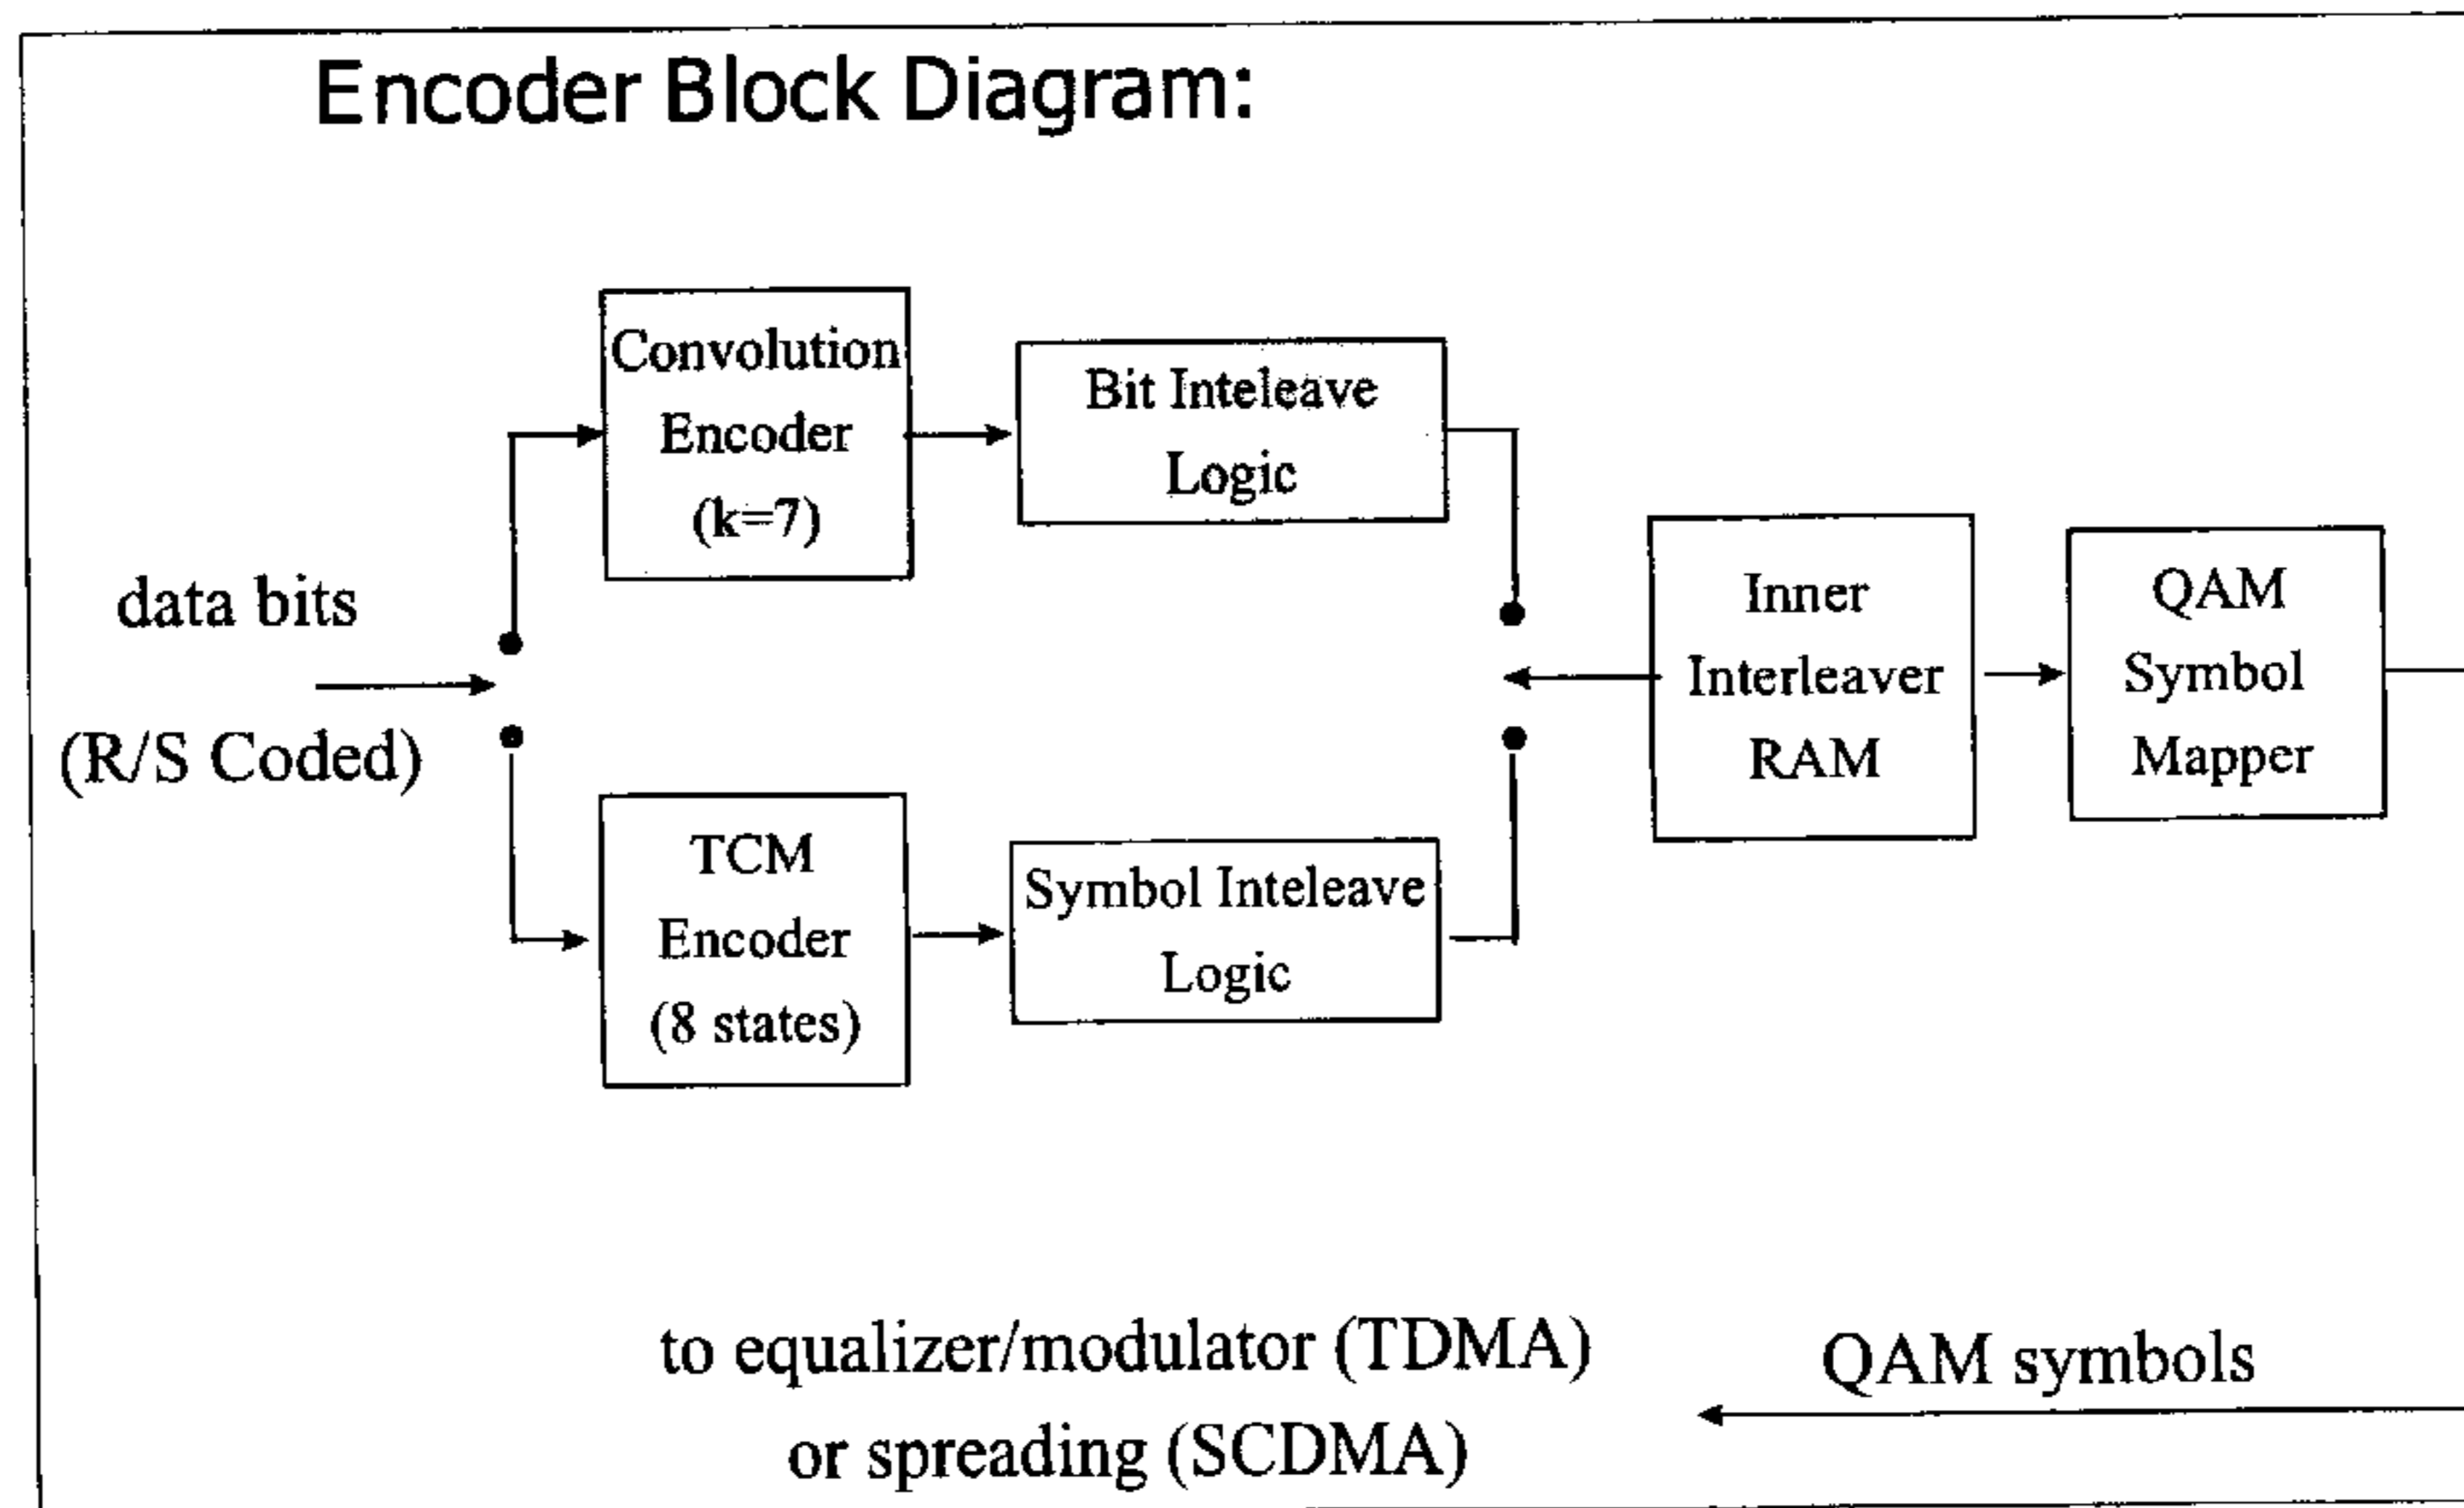 Encoder Block Diagram:
Convolution
Encoder
(k=7)
Bit Inteleave
Logic
data bits
(R/S Coded)
TCM
Encoder
(8 states)
Symbol Inteleave
Logic
Inner
Interleaver
RAM
QAM
Symbol
Mapper
to equalizer/modulator (TDMA)
or spreading (SCDMA)
QAM symbols